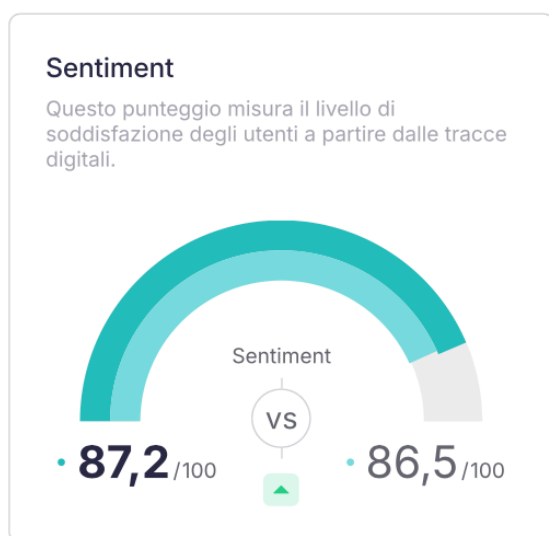 Sentiment
Questo punteggio misura il livello di
soddisfazione degli utenti a partire dalle tracce
digitali.
Sentiment
VS
87,2/100
86,5/100